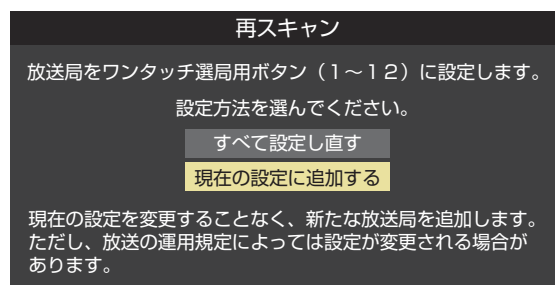 再スキャン
放送局をワンタッチ選局用ボタン（１～１２）に設定します。
設定方法を選んでください。
すべて設定し直す
現在の設定に追加する
現在の設定を変更することなく、新たな放送局を追加します。
ただし、放送の運用規定によっては設定が変更される場合が
あります。